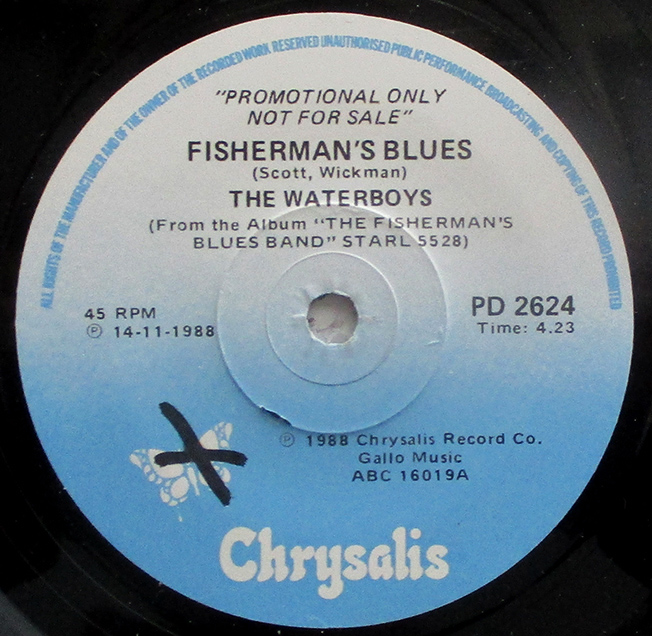 ALL RIGHTS OF THE MANUFACTURER AND OF THE OWNER OF THE RECORDED WORK RESERVED UNAUTHORISED PUBLIC PERFORMANCE BROADCASTING AND COPYING OF THIS RECORD PROHIBITED
"PROMOTIONAL ONLY
NOT FOR SALE"
FISHERMAN'S BLUES
(Scott, Wickman)
THE WATERBOYS
(From the Album "THE FISHERMAN'S
BLUES BAND" STARL 5528)
45 RPM
℗ 14-11-1988
PD 2624
Time: 4.23
℗ 1988 Chrysalis Record Co.
Gallo Music
ABC 16019A
Chrysalis